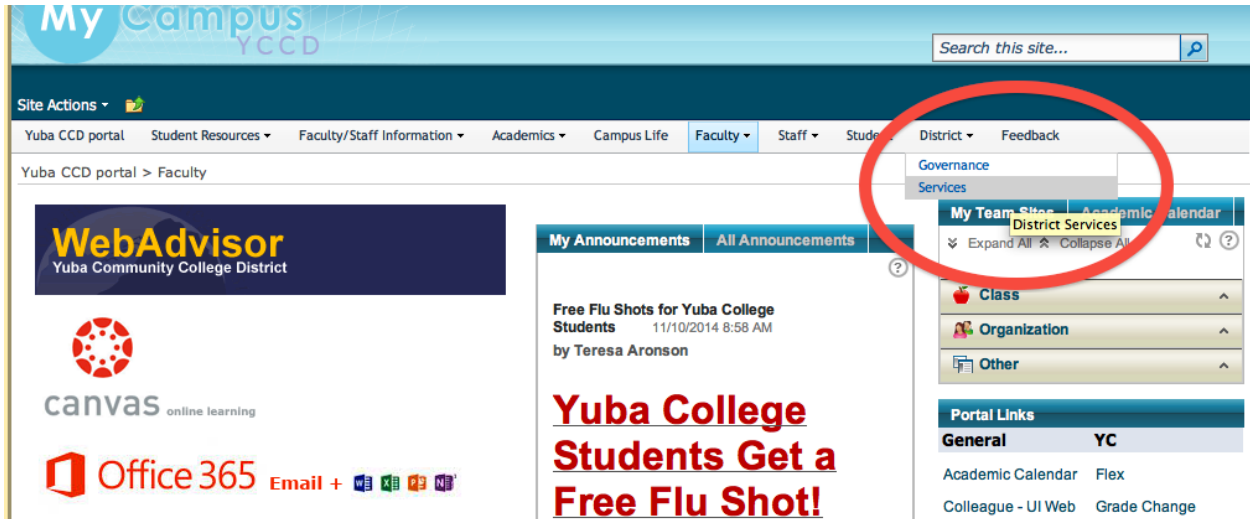 My Campus
YCCD
Search this site...
Site Actions
Yuba CCD portal Student Resources Faculty/Staff Information Academics Campus Life Faculty Staff Student District Feedback
Governance
Services
District Services
Yuba CCD portal > Faculty
WebAdvisor
Yuba Community College District
canvas online learning
Office 365 Email +
My Announcements All Announcements
Free Flu Shots for Yuba College
Students 11/10/2014 8:58 AM
by Teresa Aronson
Yuba College
Students Get a
Free Flu Shot!
My Team Sites Academic Calendar
Expand All Collapse All
Class
Organization
Other
Portal Links
General YC
Academic Calendar Flex
Colleague - UI Web Grade Change